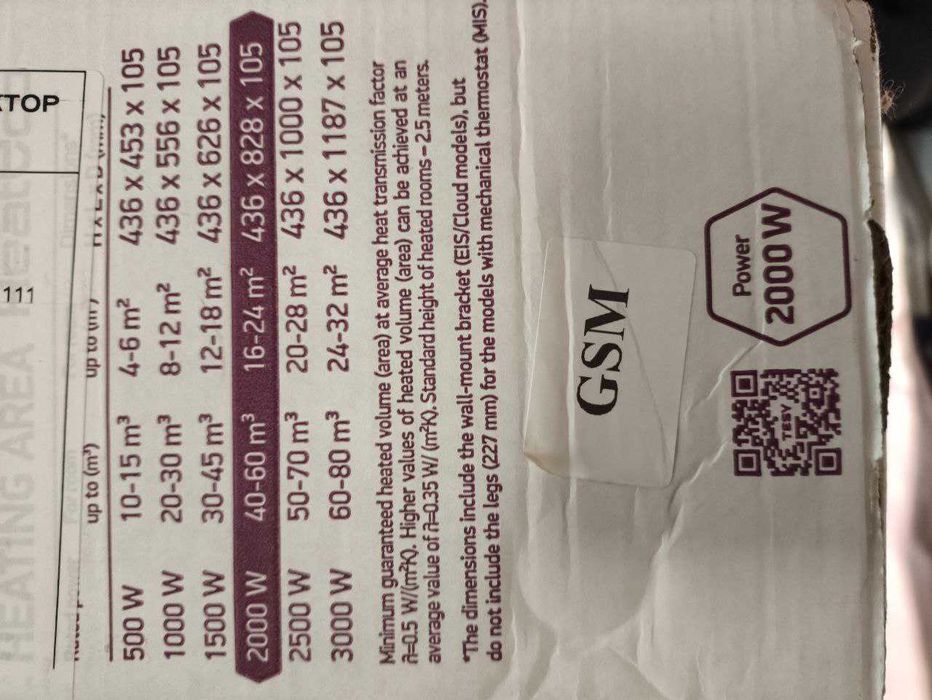 HEATING AREA
111
up to (m³) up to (m²) H x L x D (mm)
500 W 10-15 m³ 4-6 m² 436 x 453 x 105
1000 W 20-30 m³ 8-12 m² 436 x 556 x 105
1500 W 30-45 m³ 12-18 m² 436 x 626 x 105
2000 W 40-60 m³ 16-24 m² 436 x 828 x 105
2500 W 50-70 m³ 20-28 m² 436 x 1000 x 105
3000 W 60-80 m³ 24-32 m² 436 x 1187 x 105
Minimum guaranteed heated volume (area) at average heat transmission factor
ñ=0.5 W/(m²K). Higher values of heated volume (area) can be achieved at an
average value of ñ=0.35 W/ (m²K). Standard height of heated rooms – 2.5 meters.
*The dimensions include the wall-mount bracket (EIS/Cloud models), but
do not include the legs (227 mm) for the models with mechanical thermostat (MIS).
GSM
TESY
Power
2000 W